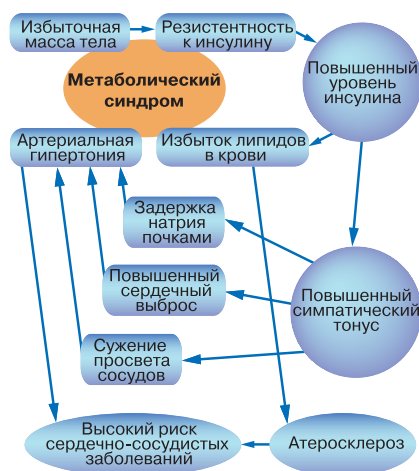 Избыточная
масса тела
Резистентность
к инсулину
Повышенный
уровень
инсулина
Метаболический
синдром
Артериальная
гипертония
Избыток липидов
в крови
Задержка
натрия
почками
Повышенный
сердечный
выброс
Повышенный
симпатический
тонус
Сужение
просвета
сосудов
Высокий риск
сердечно-сосудистых
заболеваний
Атеросклероз